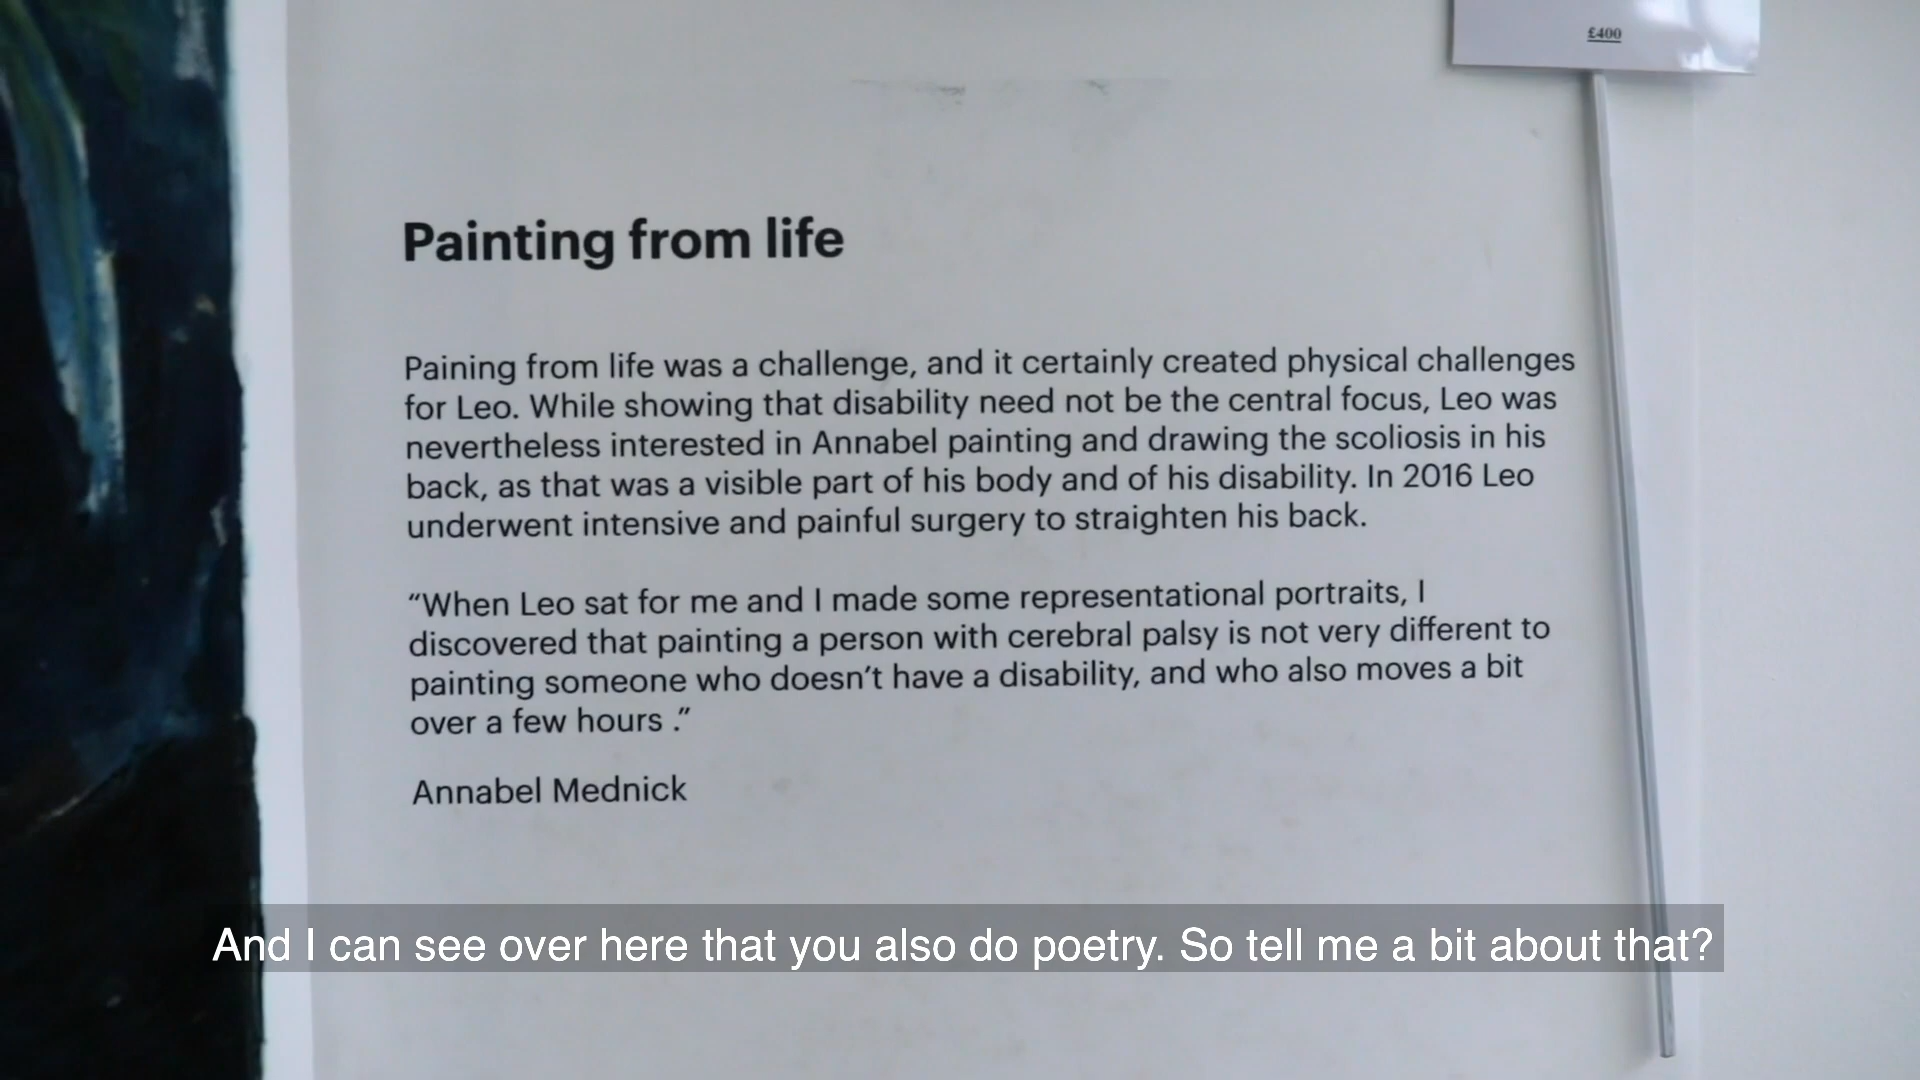 £400
Painting from life
Paining from life was a challenge, and it certainly created physical challenges
for Leo. While showing that disability need not be the central focus, Leo was
nevertheless interested in Annabel painting and drawing the scoliosis in his
back, as that was a visible part of his body and of his disability. In 2016 Leo
underwent intensive and painful surgery to straighten his back.
“When Leo sat for me and I made some representational portraits, I
discovered that painting a person with cerebral palsy is not very different to
painting someone who doesn’t have a disability, and who also moves a bit
over a few hours .”
Annabel Mednick
And I can see over here that you also do poetry. So tell me a bit about that?